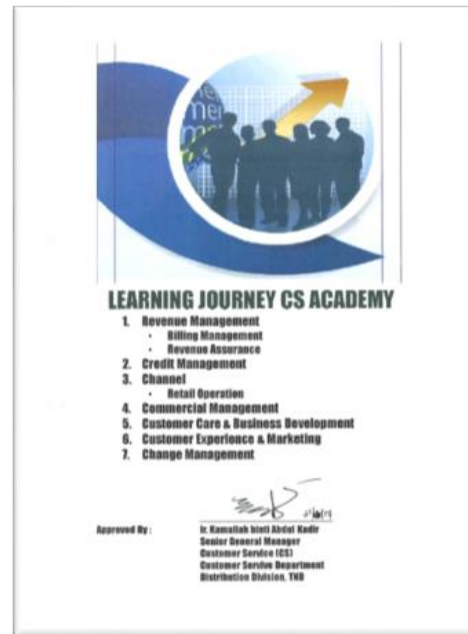 mer
LEARNING JOURNEY CS ACADEMY
1. Revenue Management
· Billing Management
· Revenue Assurance
2. Credit Management
3. Channel
· Retail Operation
4. Commercial Management
5. Customer Care & Business Development
6. Customer Experience & Marketing
7. Change Management
Approved By : Ir. Kamaliah binti Abdul Kadir
Senior General Manager
Customer Service (CS)
Customer Servive Department
Distribution Division, TNB